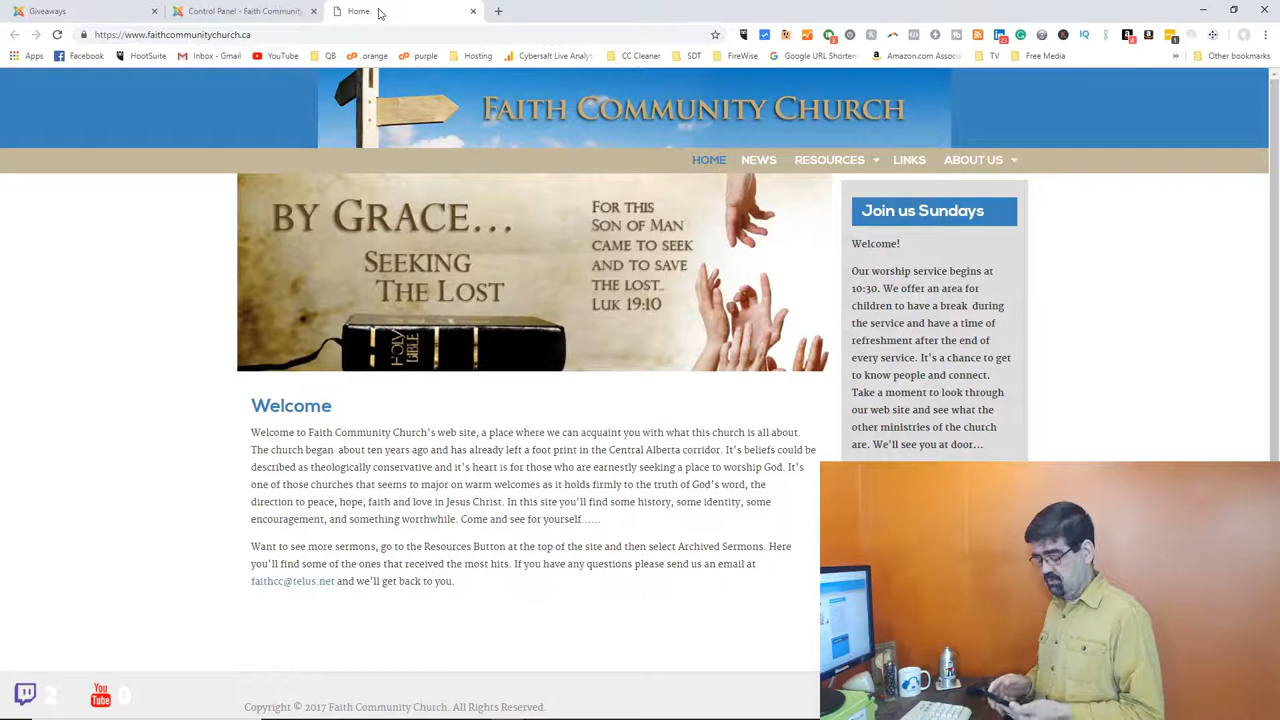 Giveaways
Control Panel - Faith Community
Home
https://www.faithcommunitychurch.ca
Apps
Facebook
HootSuite
Inbox - Gmail
YouTube
QB
orange
purple
Hosting
Cybersalt Live Analy
CC Cleaner
SDT
FireWise
Google URL Shortene
Amazon.com Associ
TV
Free Media
Other bookmarks
FAITH COMMUNITY CHURCH
HOME
NEWS
RESOURCES
LINKS
ABOUT US
BY GRACE...
SEEKING
THE LOST
FOR THIS
SON OF MAN
CAME TO SEEK
AND TO SAVE
THE LOST..
LUK 19:10
HOLY
BIBLE
Join us Sundays
Welcome!
Our worship service begins at
10:30. We offer an area for
children to have a break during
the service and have a time of
refreshment after the end of
every service. It's a chance to get
to know people and connect.
Take a moment to look through
our web site and see what the
other ministries of the church
are. We'll see you at door...
Welcome
Welcome to Faith Community Church's web site, a place where we can acquaint you with what this church is all about.
The church began about ten years ago and has already left a foot print in the Central Alberta corridor. It's beliefs could be
described as theologically conservative and it's heart is for those who are earnestly seeking a place to worship God. It's
one of those churches that seems to major on warm welcomes as it holds firmly to the truth of God's word, the
direction to peace, hope, faith and love in Jesus Christ. In this site you'll find some history, some identity, some
encouragement, and something worthwhile. Come and see for yourself......
Want to see more sermons, go to the Resources Button at the top of the site and then select Archived Sermons. Here
you'll find some of the ones that received the most hits. If you have any questions please send us an email at
faithcc@telus.net and we'll get back to you.
2
You
Tube
0
Copyright © 2017 Faith Community Church. All Rights Reserved.